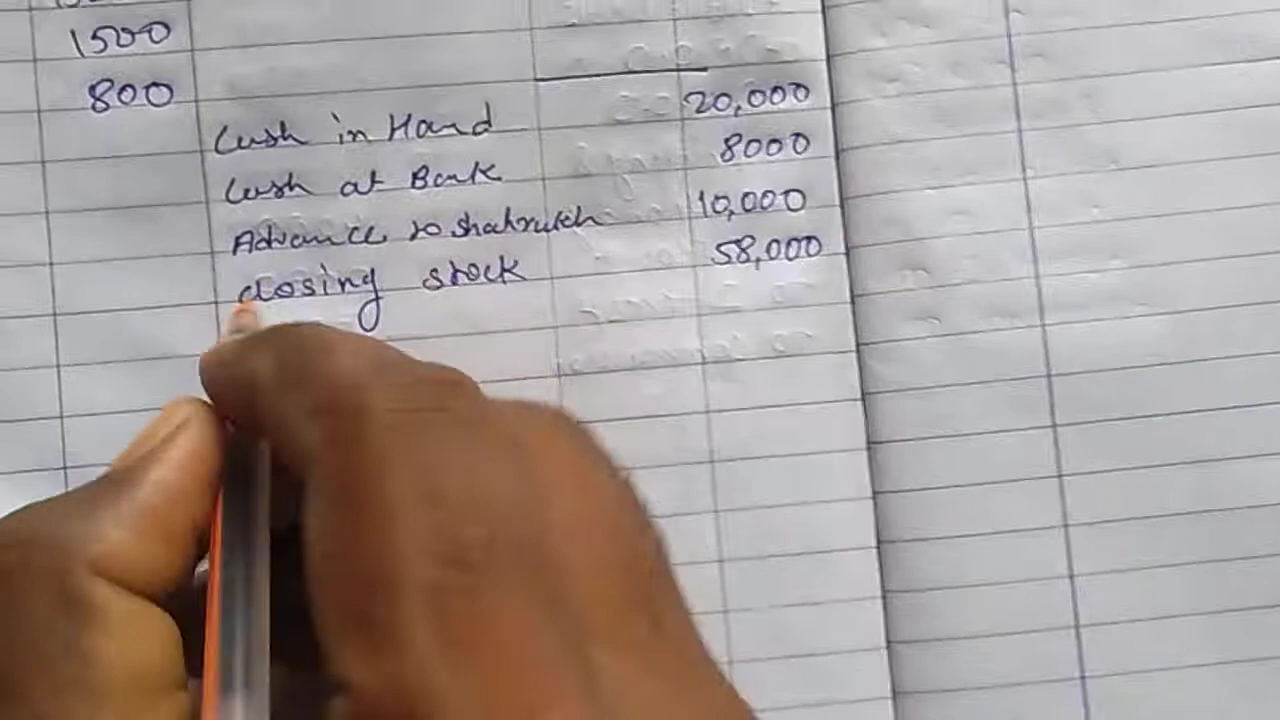 1500
800
20,000
Cash in Hand
8000
Cash at Bank
10,000
Advance to Shahrukh
58,000
closing stock